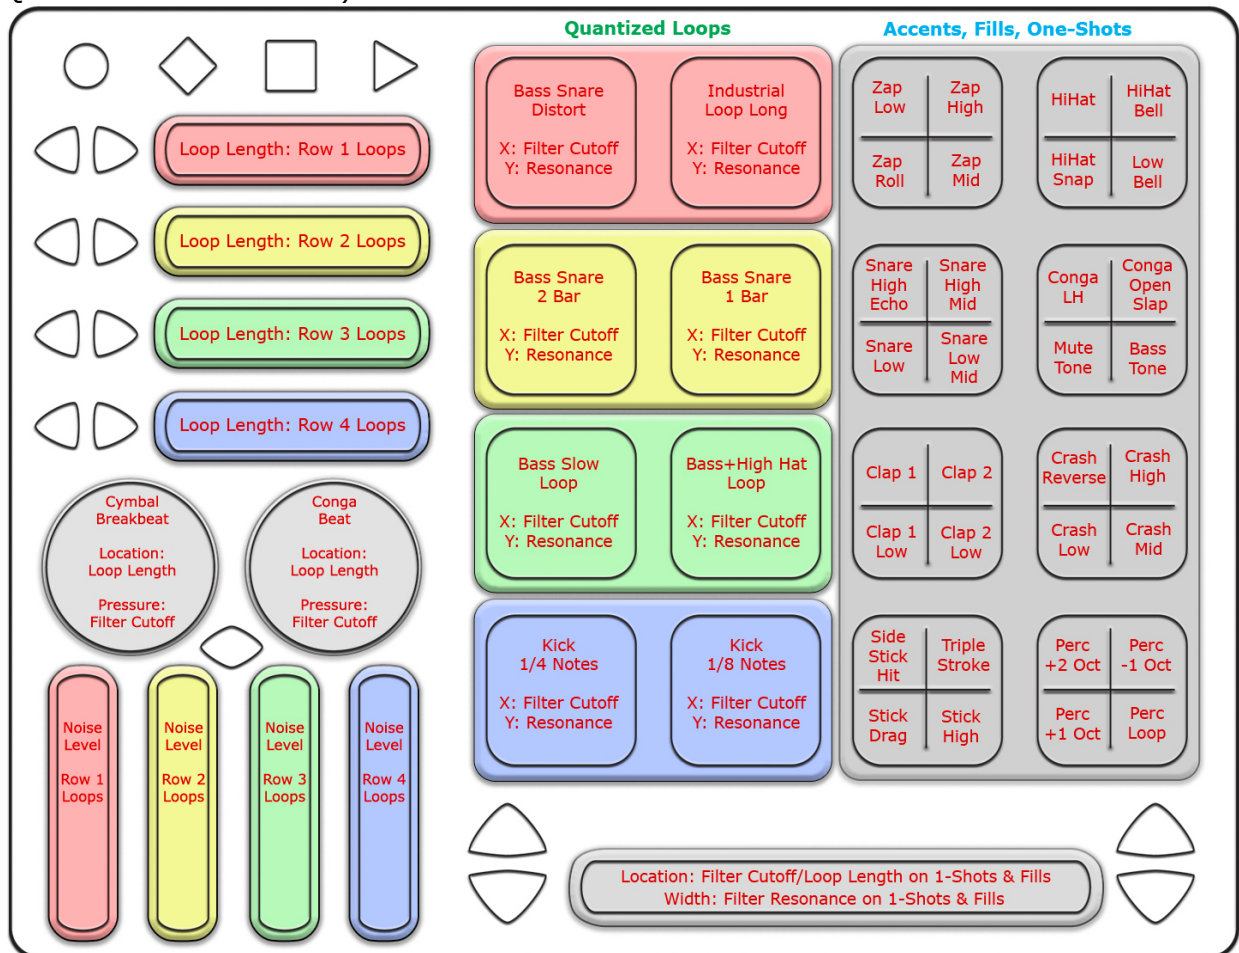 Quantized Loops
Accents, Fills, One-Shots
Loop Length: Row 1 Loops
Loop Length: Row 2 Loops
Loop Length: Row 3 Loops
Loop Length: Row 4 Loops
Cymbal
Breakbeat
Location:
Loop Length
Pressure:
Filter Cutoff
Conga
Beat
Location:
Loop Length
Pressure:
Filter Cutoff
Noise
Level
Row 1
Loops
Noise
Level
Row 2
Loops
Noise
Level
Row 3
Loops
Noise
Level
Row 4
Loops
Bass Snare
Distort
X: Filter Cutoff
Y: Resonance
Industrial
Loop Long
X: Filter Cutoff
Y: Resonance
Bass Snare
2 Bar
X: Filter Cutoff
Y: Resonance
Bass Snare
1 Bar
X: Filter Cutoff
Y: Resonance
Bass Slow
Loop
X: Filter Cutoff
Y: Resonance
Bass+High Hat
Loop
X: Filter Cutoff
Y: Resonance
Kick
1/4 Notes
X: Filter Cutoff
Y: Resonance
Kick
1/8 Notes
X: Filter Cutoff
Y: Resonance
Zap
Low
Zap
High
Zap
Roll
Zap
Mid
HiHat
HiHat
Bell
HiHat
Snap
Low
Bell
Snare
High
Echo
Snare
High
Mid
Snare
Low
Snare
Low
Mid
Conga
LH
Conga
Open
Slap
Mute
Tone
Bass
Tone
Clap 1
Clap 2
Clap 1
Low
Clap 2
Low
Crash
Reverse
Crash
High
Crash
Low
Crash
Mid
Side
Stick
Hit
Triple
Stroke
Stick
Drag
Stick
High
Perc
+2 Oct
Perc
-1 Oct
Perc
+1 Oct
Perc
Loop
Location: Filter Cutoff/Loop Length on 1-Shots & Fills
Width: Filter Resonance on 1-Shots & Fills